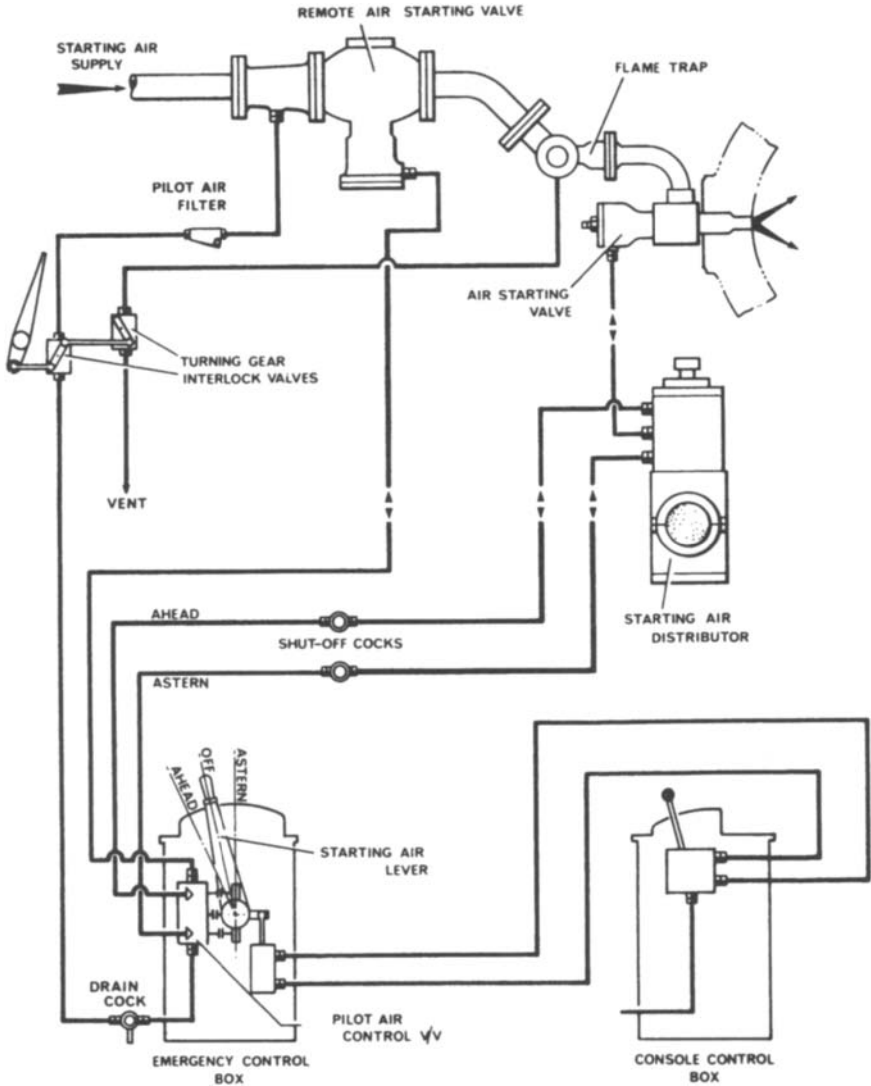 REMOTE AIR STARTING VALVE
STARTING AIR
SUPPLY
FLAME TRAP
PILOT AIR
FILTER
AIR STARTING
VALVE
TURNING GEAR
INTERLOCK VALVES
VENT
STARTING AIR
DISTRIBUTOR
AHEAD
SHUT-OFF COCKS
ASTERN
AHEAD
OFF
ASTERN
STARTING AIR
LEVER
DRAIN
COCK
PILOT AIR
CONTROL V/V
EMERGENCY CONTROL
BOX
CONSOLE CONTROL
BOX